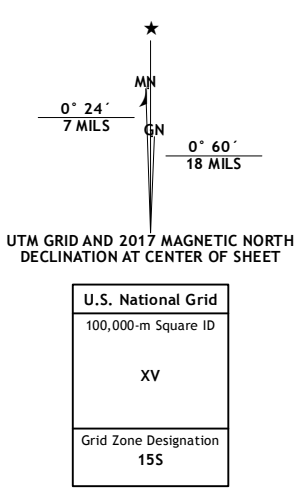 ★
MN
0° 24´
7 MILS
GN
0° 60´
18 MILS
UTM GRID AND 2017 MAGNETIC NORTH
DECLINATION AT CENTER OF SHEET
U.S. National Grid
100,000-m Square ID
XV
Grid Zone Designation
15S